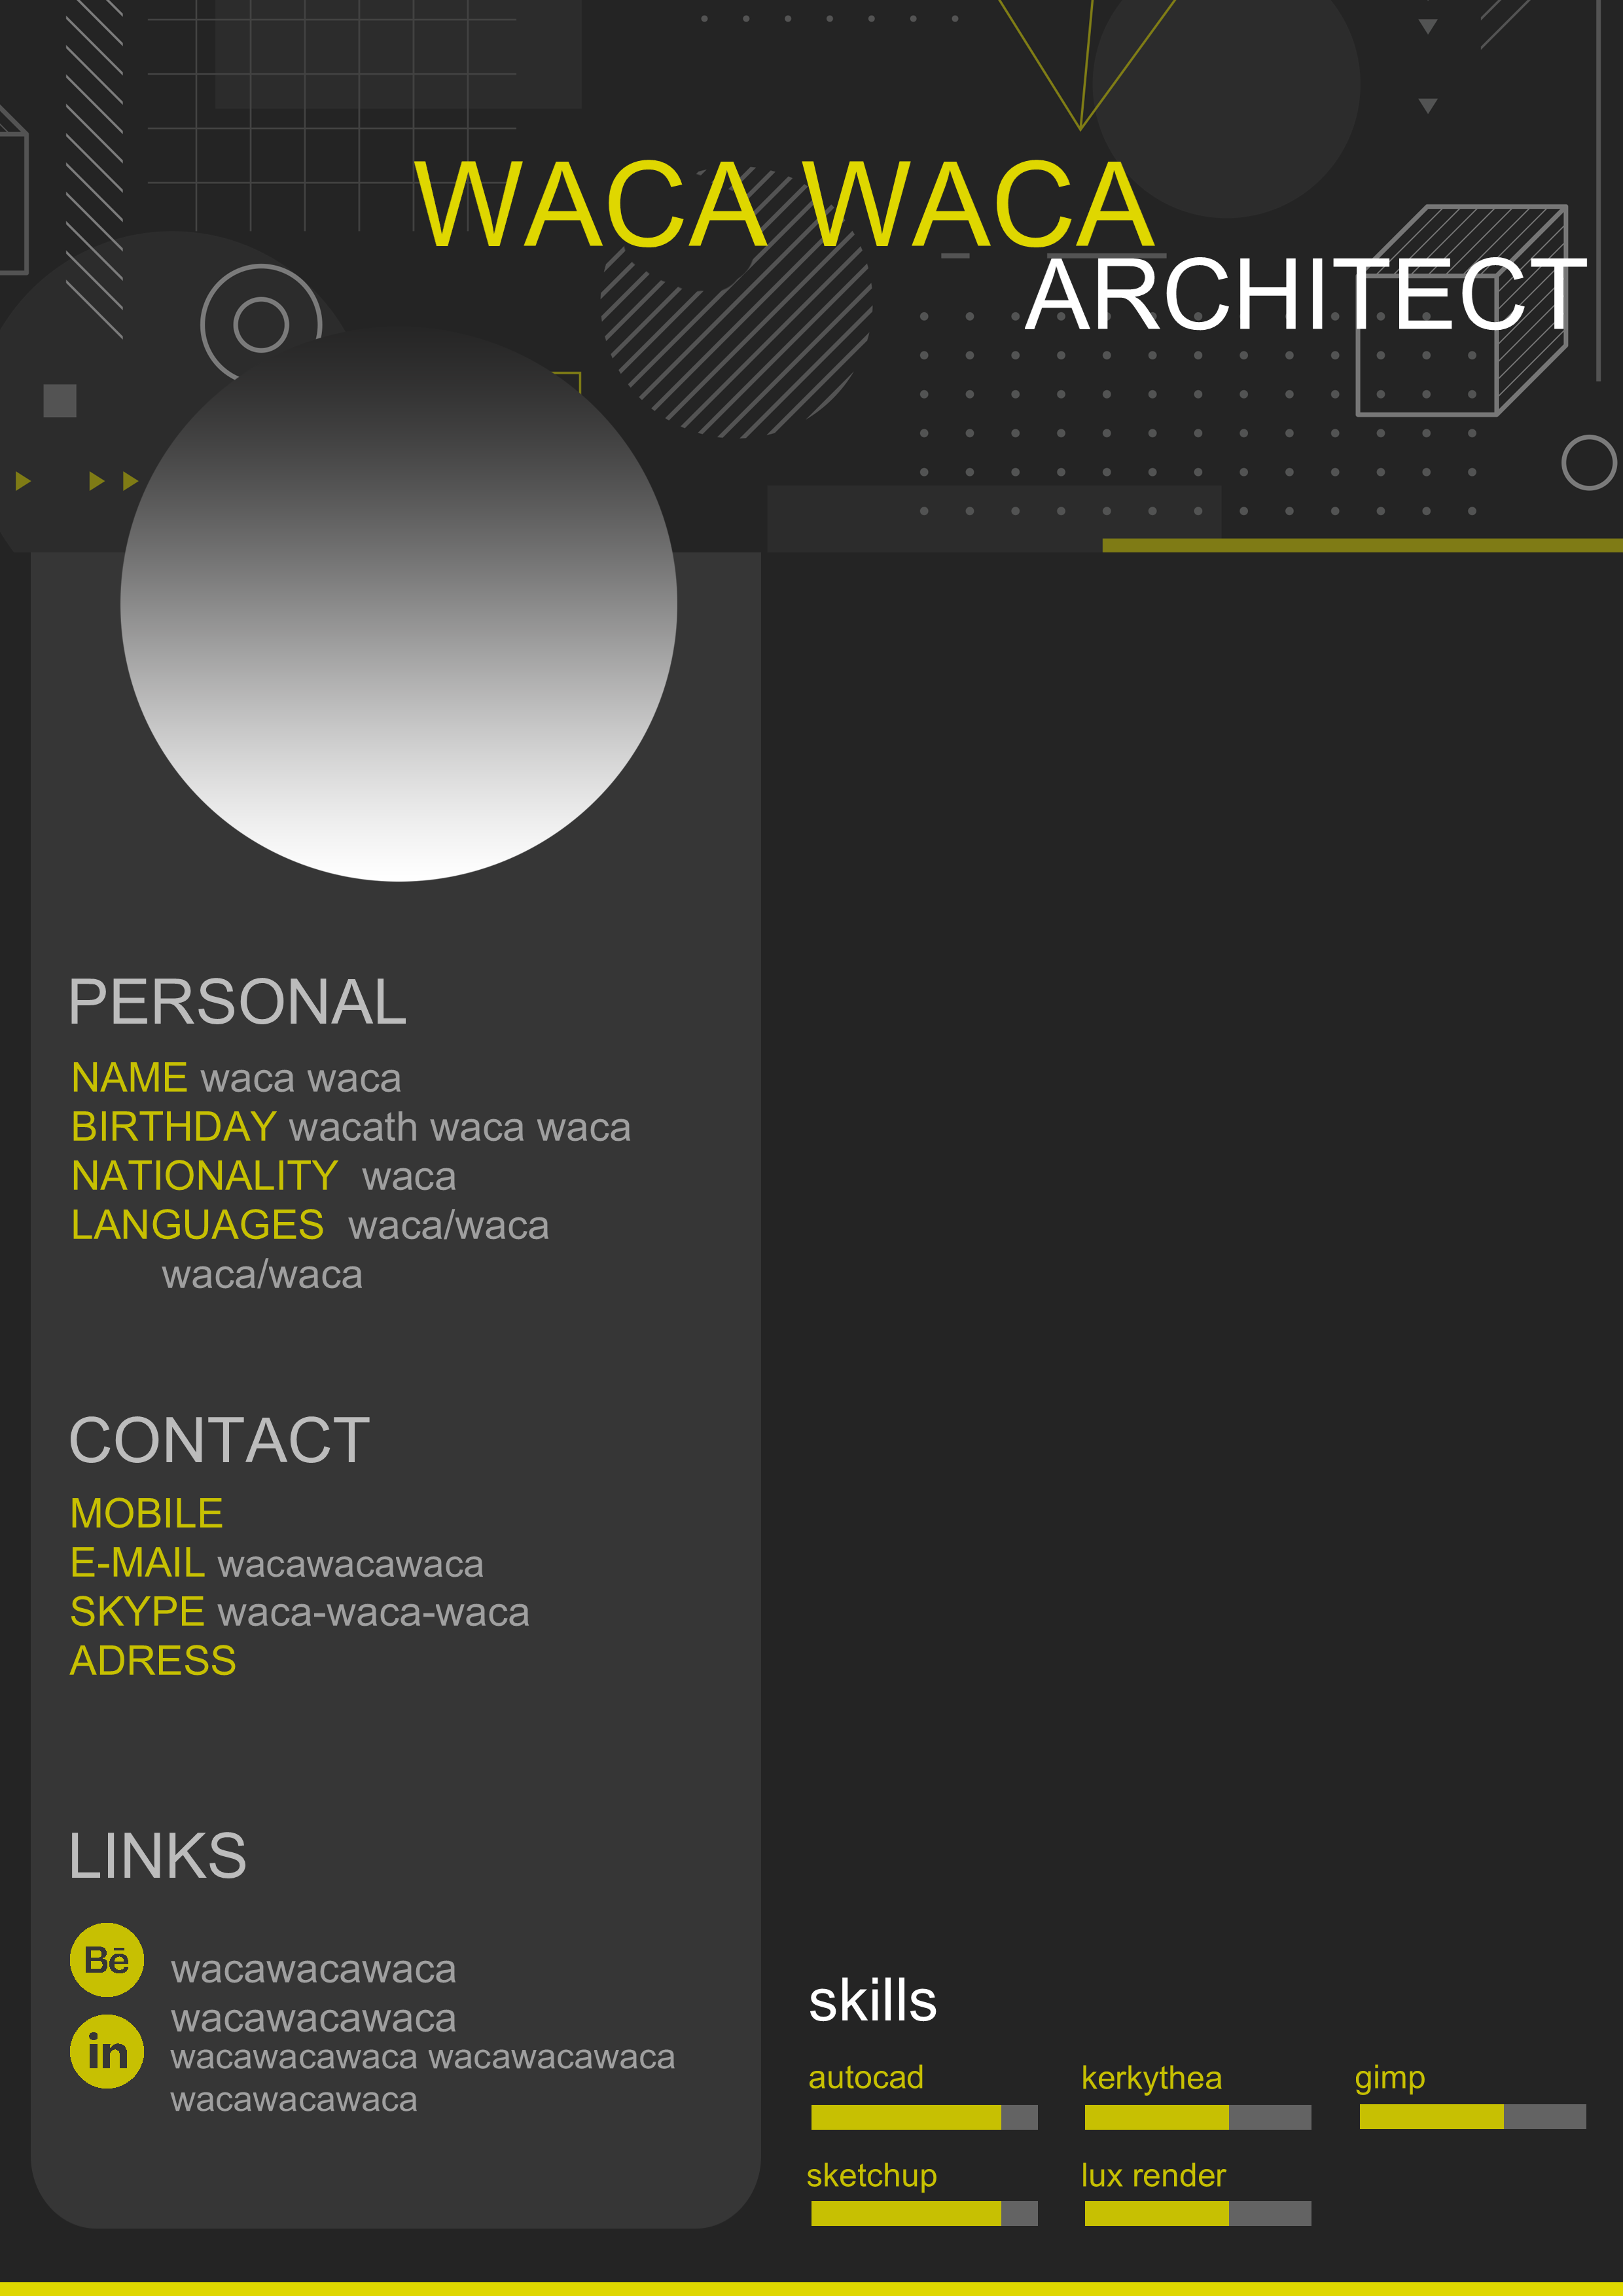 WACA WACA
ARCHITECT
PERSONAL
NAME waca waca
BIRTHDAY wacath waca waca
NATIONALITY waca
LANGUAGES waca/waca
waca/waca
CONTACT
MOBILE
E-MAIL wacawacawaca
SKYPE waca-waca-waca
ADRESS
LINKS
Bē wacawacawaca
wacawacawaca
in wacawacawaca wacawacawaca
wacawacawaca
skills
autocad kerkythea gimp
sketchup lux render